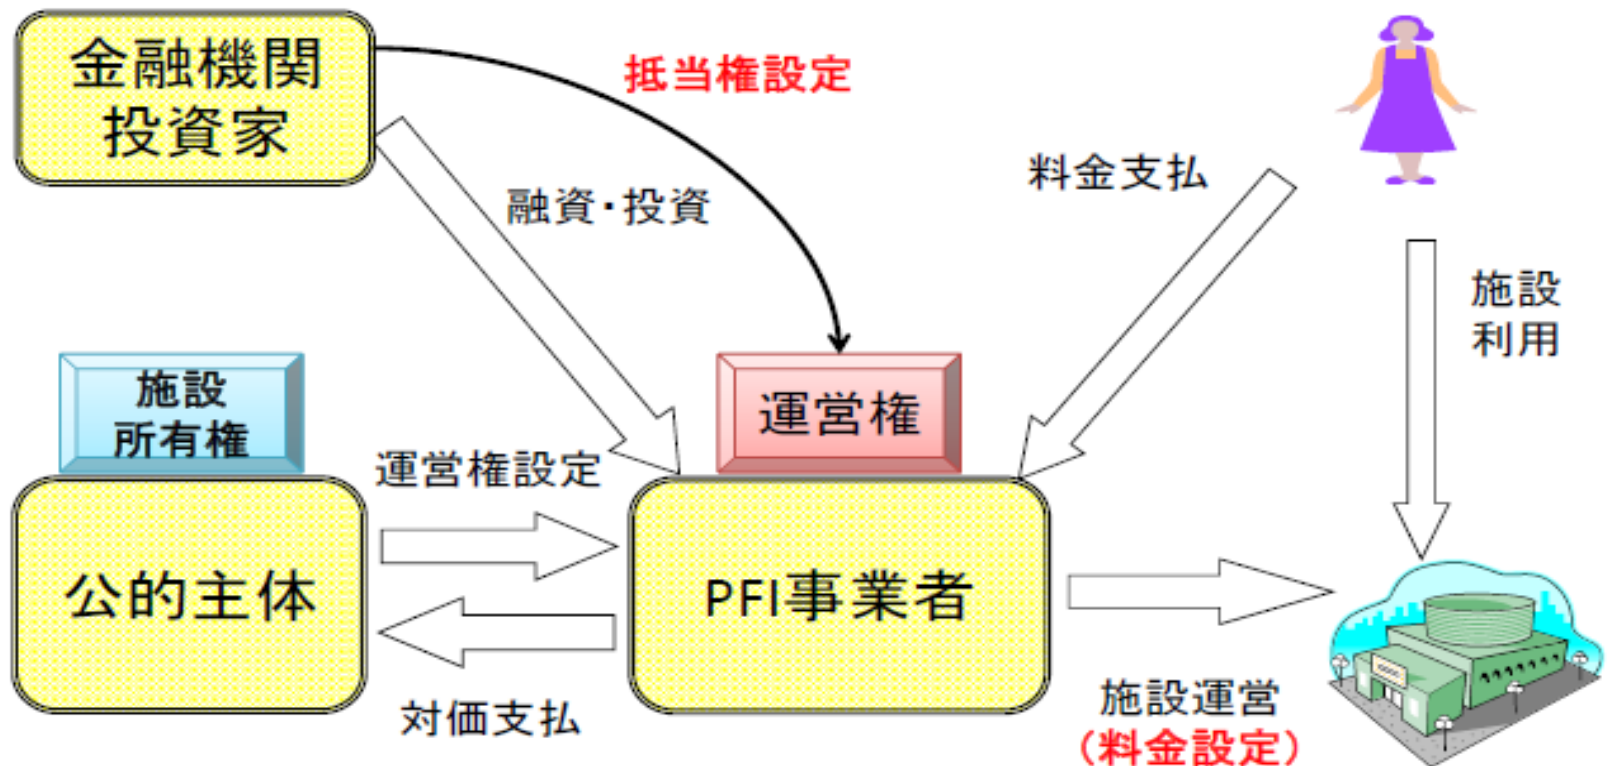 金融機関
投資家
抵当権設定
料金支払
融資・投資
施設
利用
施設
所有権
運営権
運営権設定
公的主体
PFI事業者
対価支払
施設運営
（料金設定）